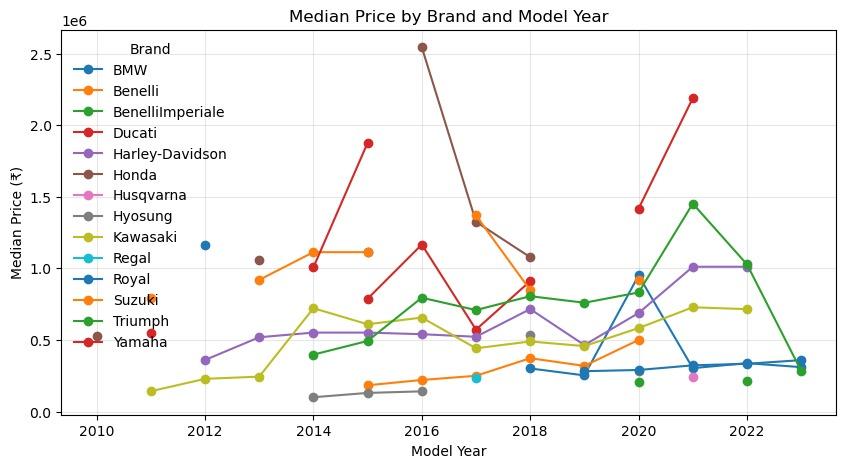 Median Price by Brand and Model Year
1e6
Median Price (₹)
2.5
2.0
1.5
1.0
0.5
0.0
Brand
BMW
Benelli
BenelliImperiale
Ducati
Harley-Davidson
Honda
Husqvarna
Hyosung
Kawasaki
Regal
Royal
Suzuki
Triumph
Yamaha
2010 2012 2014 2016 2018 2020 2022
Model Year